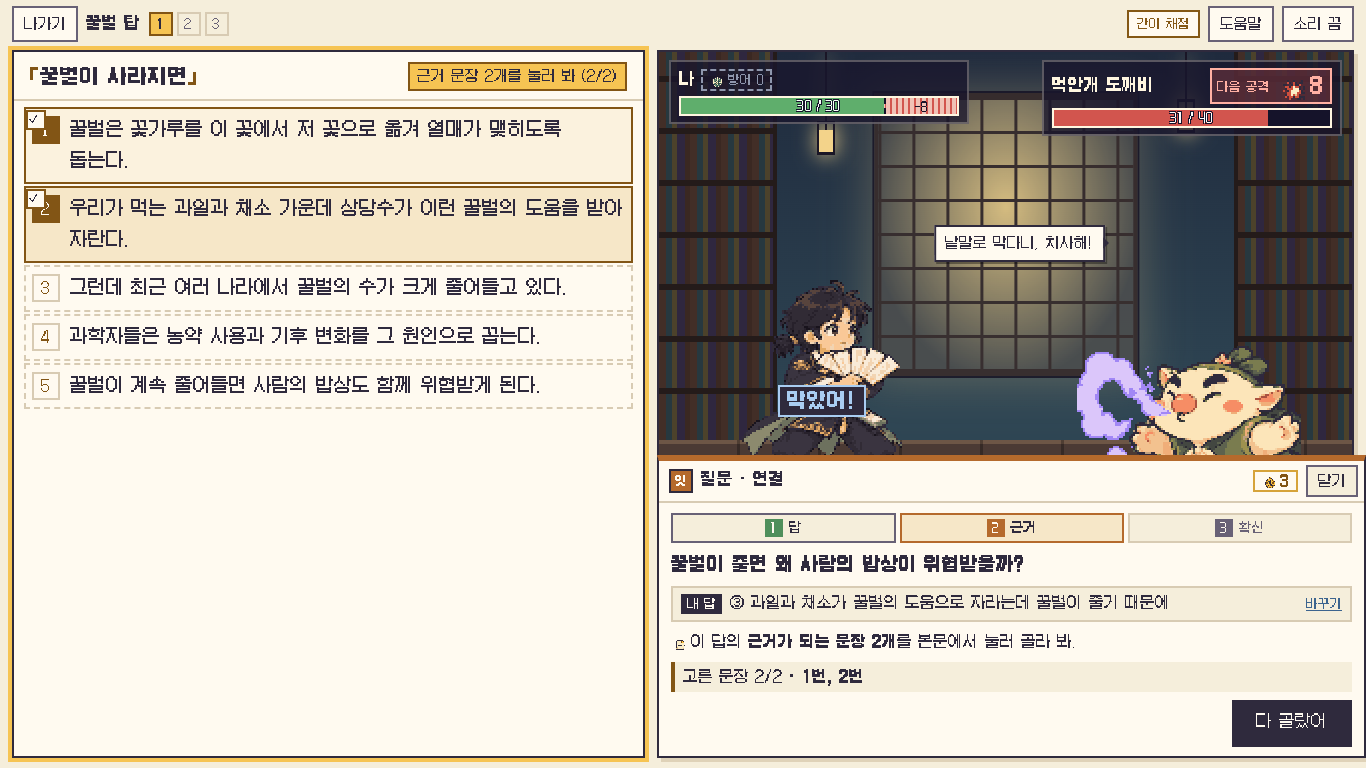 나가기 꿀벌 탑 1 2 3 간이 채점 도움말 소리 끔
「꿀벌이 사라지면」 근거 문장 2개를 눌러 봐 (2/2)
1 꿀벌은 꽃가루를 이 꽃에서 저 꽃으로 옮겨 열매가 맺히도록
돕는다.
2 우리가 먹는 과일과 채소 가운데 상당수가 이런 꿀벌의 도움을 받아
자란다.
3 그런데 최근 여러 나라에서 꿀벌의 수가 크게 줄어들고 있다.
4 과학자들은 농약 사용과 기후 변화를 그 원인으로 꼽는다.
5 꿀벌이 계속 줄어들면 사람의 밥상도 함께 위협받게 된다.
나 방어 0
30 / 30 -8
먹안개 도깨비 다음 공격 8
31 / 40
낱말로 막다니, 치사해!
막았어!
잇 질문 · 연결 3 닫기
1 답 2 근거 3 확신
꿀벌이 줄면 왜 사람의 밥상이 위협받을까?
내 답 ③ 과일과 채소가 꿀벌의 도움으로 자라는데 꿀벌이 줄기 때문에 바꾸기
이 답의 근거가 되는 문장 2개를 본문에서 눌러 골라 봐.
고른 문장 2/2 · 1번, 2번
다 골랐어